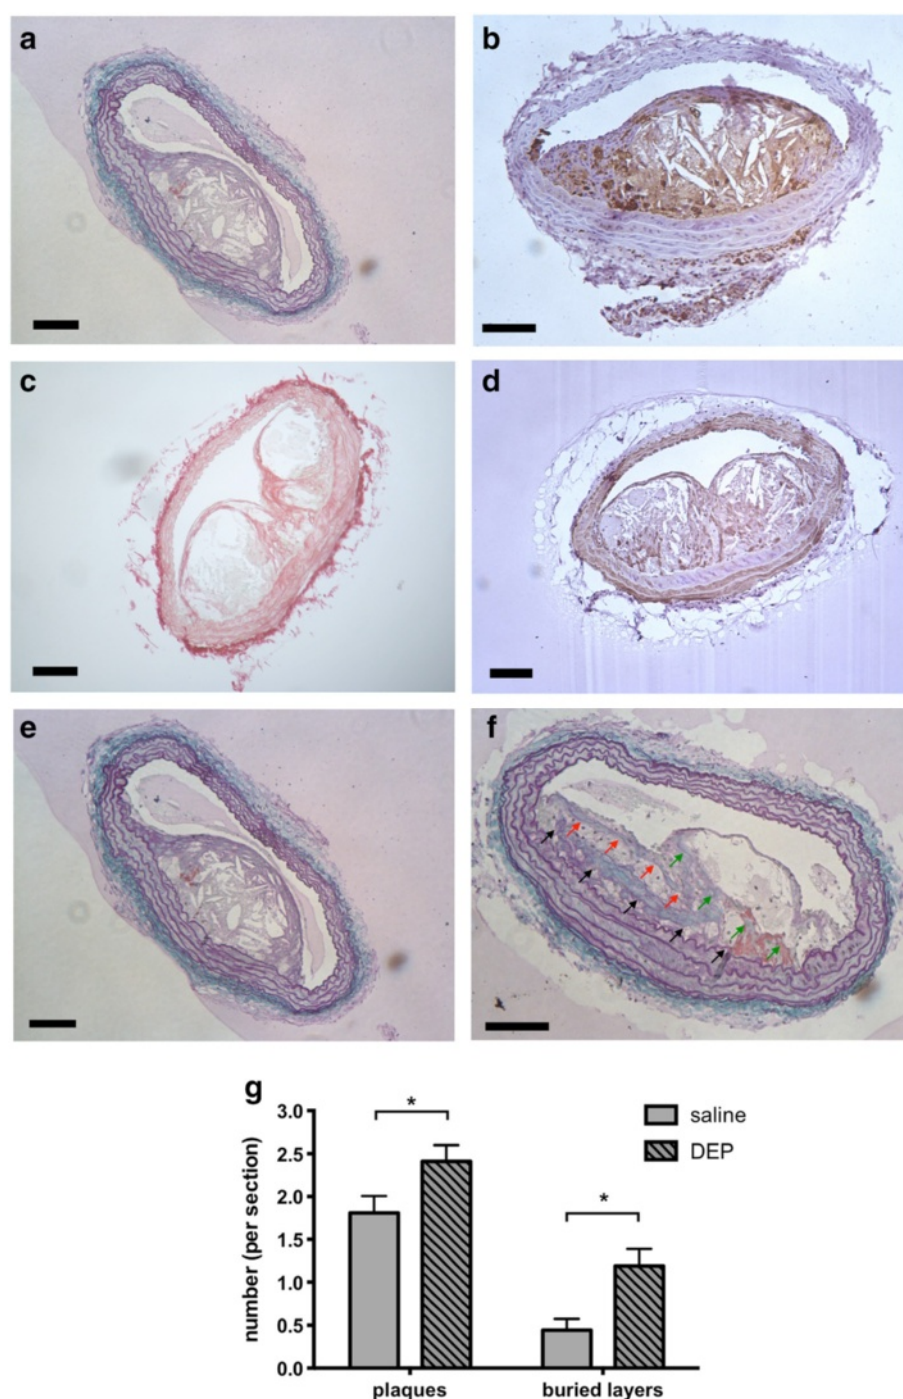 a
b
c
d
e
f
g
number (per section)
3.0
2.5
2.0
1.5
1.0
0.5
0.0
*
*
saline
DEP
plaques
buried layers